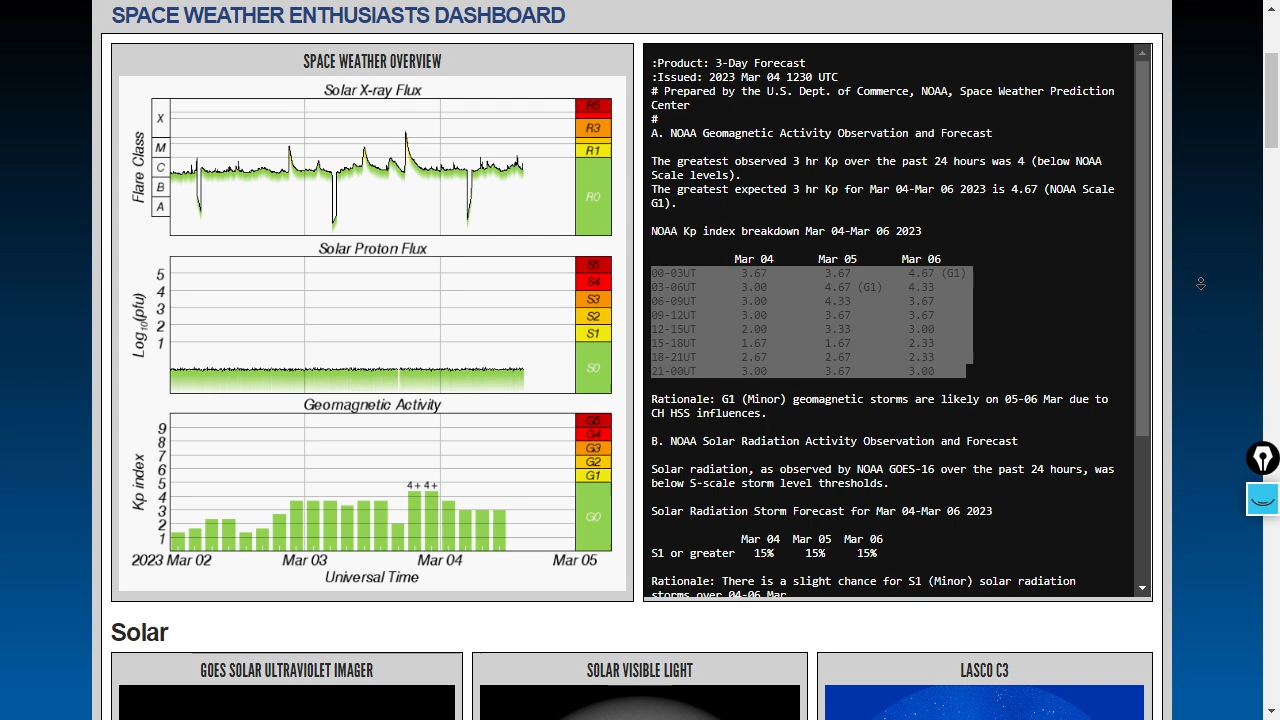 SPACE WEATHER ENTHUSIASTS DASHBOARD
SPACE WEATHER OVERVIEW
Solar X-ray Flux
Flare Class
X
M
C
B
A
R5
R3
R1
R0
Solar Proton Flux
Log10(pfu)
5
4
3
2
1
S5
S4
S3
S2
S1
S0
Geomagnetic Activity
Kp index
9
8
7
6
5
4
3
2
1
4+ 4+
G5
G4
G3
G2
G1
G0
2023 Mar 02 Mar 03 Mar 04 Mar 05
Universal Time
:Product: 3-Day Forecast
:Issued: 2023 Mar 04 1230 UTC
# Prepared by the U.S. Dept. of Commerce, NOAA, Space Weather Prediction
Center
#
A. NOAA Geomagnetic Activity Observation and Forecast
The greatest observed 3 hr Kp over the past 24 hours was 4 (below NOAA
Scale levels).
The greatest expected 3 hr Kp for Mar 04-Mar 06 2023 is 4.67 (NOAA Scale
G1).
NOAA Kp index breakdown Mar 04-Mar 06 2023
Mar 04 Mar 05 Mar 06
00-03UT 3.67 3.67 4.67 (G1)
03-06UT 3.00 4.67 (G1) 4.33
06-09UT 3.00 4.33 3.67
09-12UT 3.00 3.67 3.67
12-15UT 2.00 3.33 3.00
15-18UT 1.67 1.67 2.33
18-21UT 2.67 2.67 2.33
21-00UT 3.00 3.67 3.00
Rationale: G1 (Minor) geomagnetic storms are likely on 05-06 Mar due to
CH HSS influences.
B. NOAA Solar Radiation Activity Observation and Forecast
Solar radiation, as observed by NOAA GOES-16 over the past 24 hours, was
below S-scale storm level thresholds.
Solar Radiation Storm Forecast for Mar 04-Mar 06 2023
Mar 04 Mar 05 Mar 06
S1 or greater 15% 15% 15%
Rationale: There is a slight chance for S1 (Minor) solar radiation
storms over 04-06 Mar
Solar
GOES SOLAR ULTRAVIOLET IMAGER
SOLAR VISIBLE LIGHT
LASCO C3